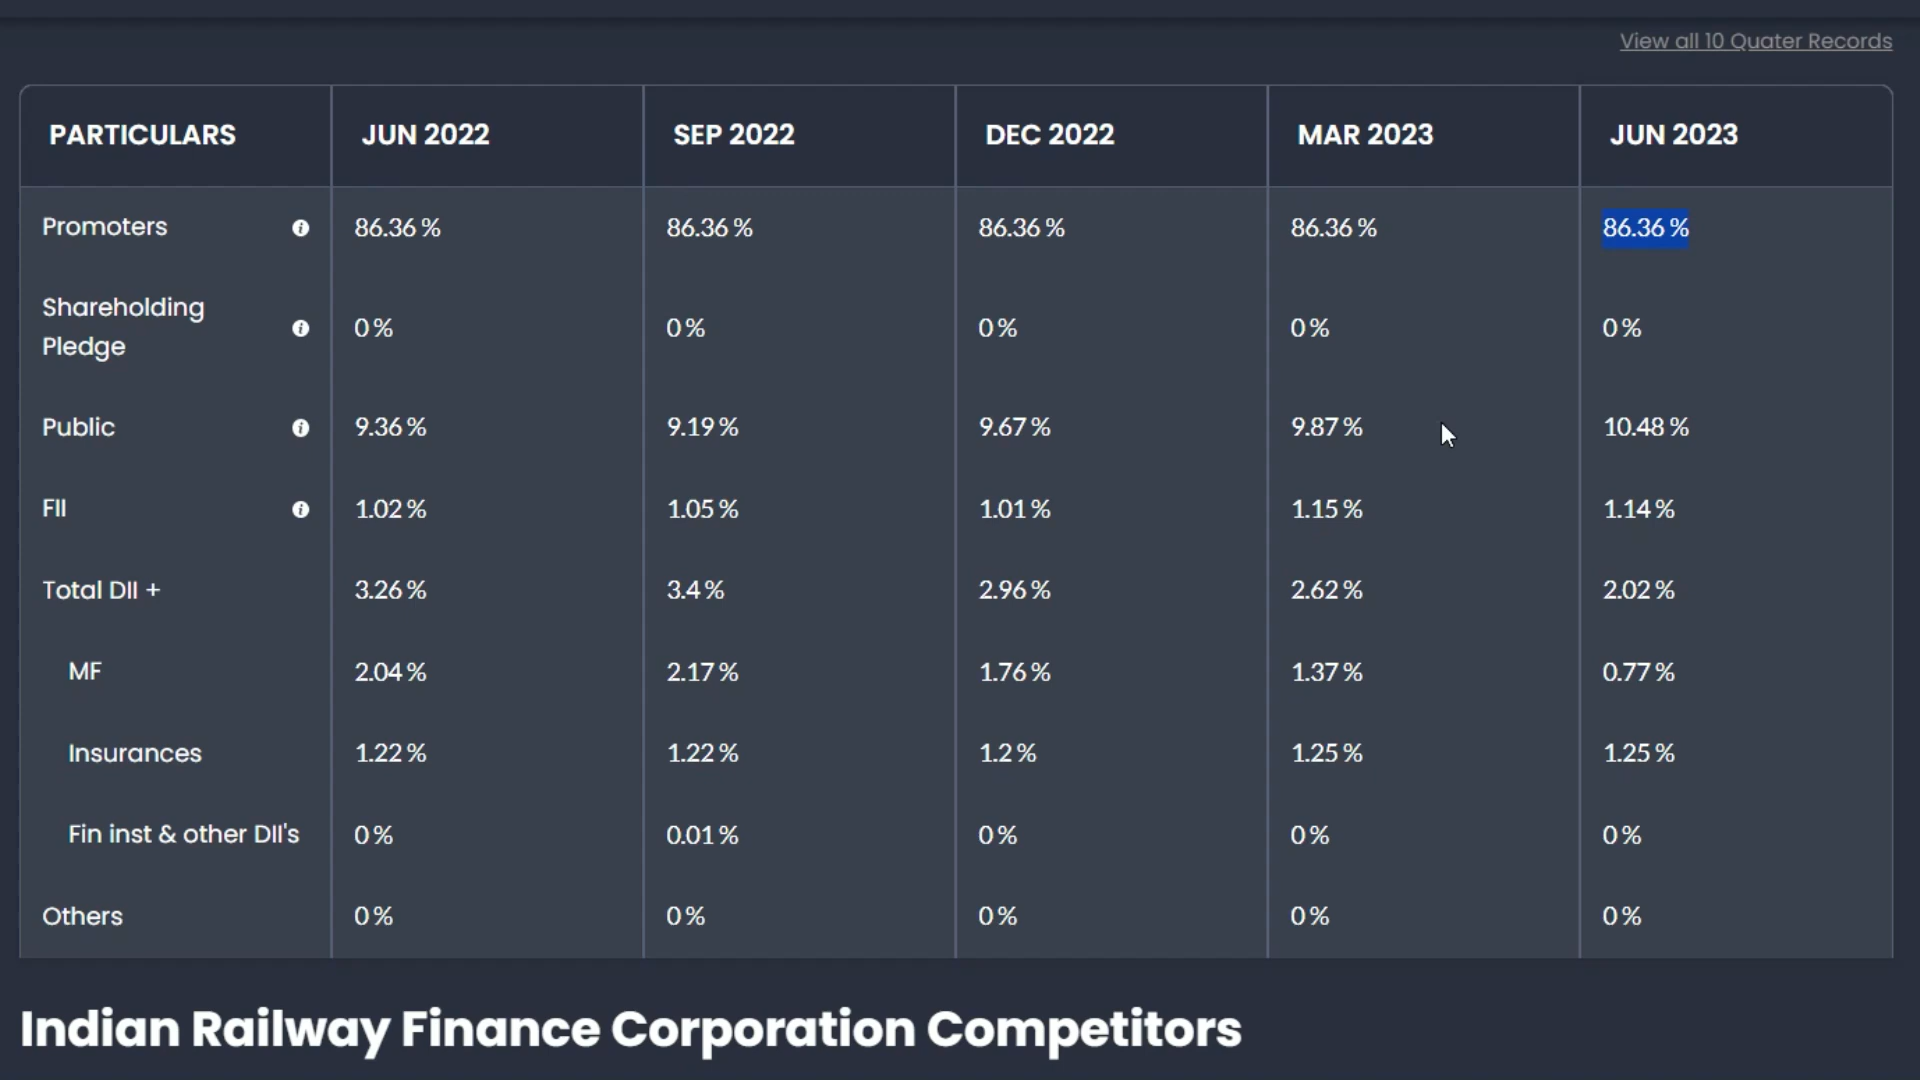 View all 10 Quater Records
PARTICULARS JUN 2022 SEP 2022 DEC 2022 MAR 2023 JUN 2023
Promoters 86.36 % 86.36 % 86.36 % 86.36 % 86.36 %
Shareholding
Pledge 0 % 0 % 0 % 0 % 0 %
Public 9.36 % 9.19 % 9.67 % 9.87 % 10.48 %
FII 1.02 % 1.05 % 1.01 % 1.15 % 1.14 %
Total DII + 3.26 % 3.4 % 2.96 % 2.62 % 2.02 %
MF 2.04 % 2.17 % 1.76 % 1.37 % 0.77 %
Insurances 1.22 % 1.22 % 1.2 % 1.25 % 1.25 %
Fin inst & other DII's 0 % 0.01 % 0 % 0 % 0 %
Others 0 % 0 % 0 % 0 % 0 %
Indian Railway Finance Corporation Competitors